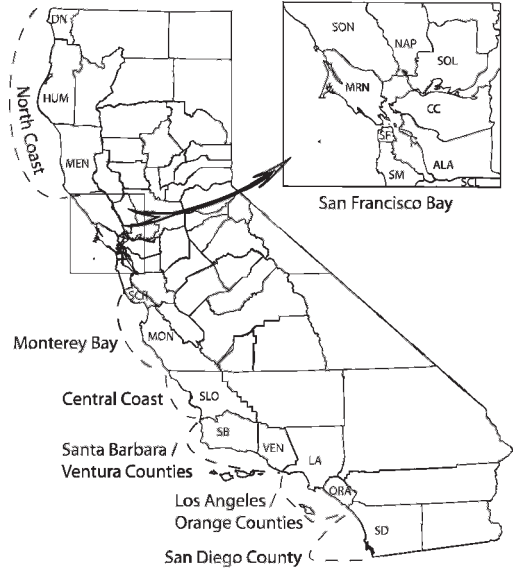 DN
HUM
North Coast
MEN
SON
NAP
SOL
MRN
CC
SF
ALA
SM
SCL
San Francisco Bay
SCR
Monterey Bay
MON
Central Coast
SLO
SB
Santa Barbara /
Ventura Counties
VEN
LA
Los Angeles /
Orange Counties
ORA
SD
San Diego County